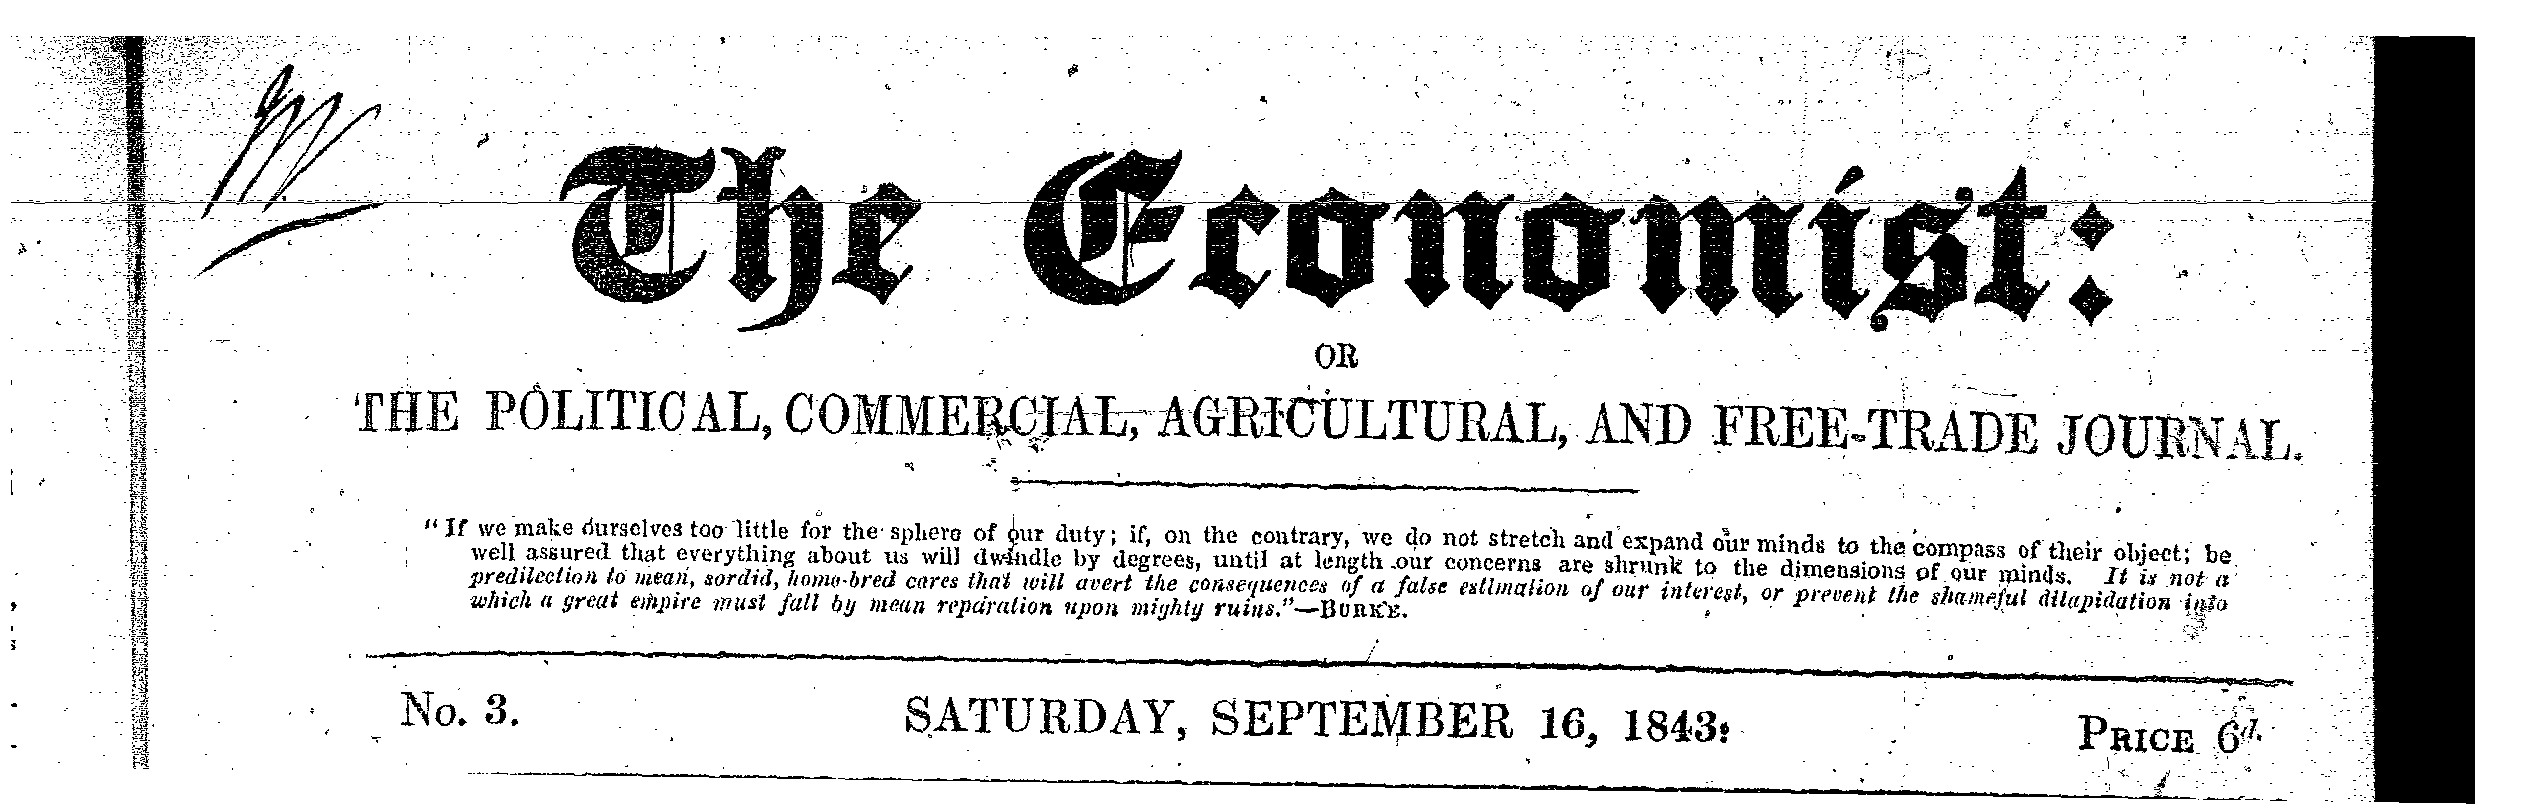 The Economist:
OR
THE POLITICAL, COMMERCIAL, AGRICULTURAL, AND FREE-TRADE JOURNAL.
"If we make ourselves too little for the sphere of our duty; if, on the contrary, we do not stretch and expand our minds to the compass of their object; be
well assured that everything about us will dwindle by degrees, until at length our concerns are shrunk to the dimensions of our minds. It is not a
predilection to mean, sordid, home-bred cares that will avert the consequences of a false estimation of our interest, or prevent the shameful dilapidation into
which a great empire must fall by mean reparation upon mighty ruins."—BURKE.
No. 3.
SATURDAY, SEPTEMBER 16, 1843.
PRICE 6d.